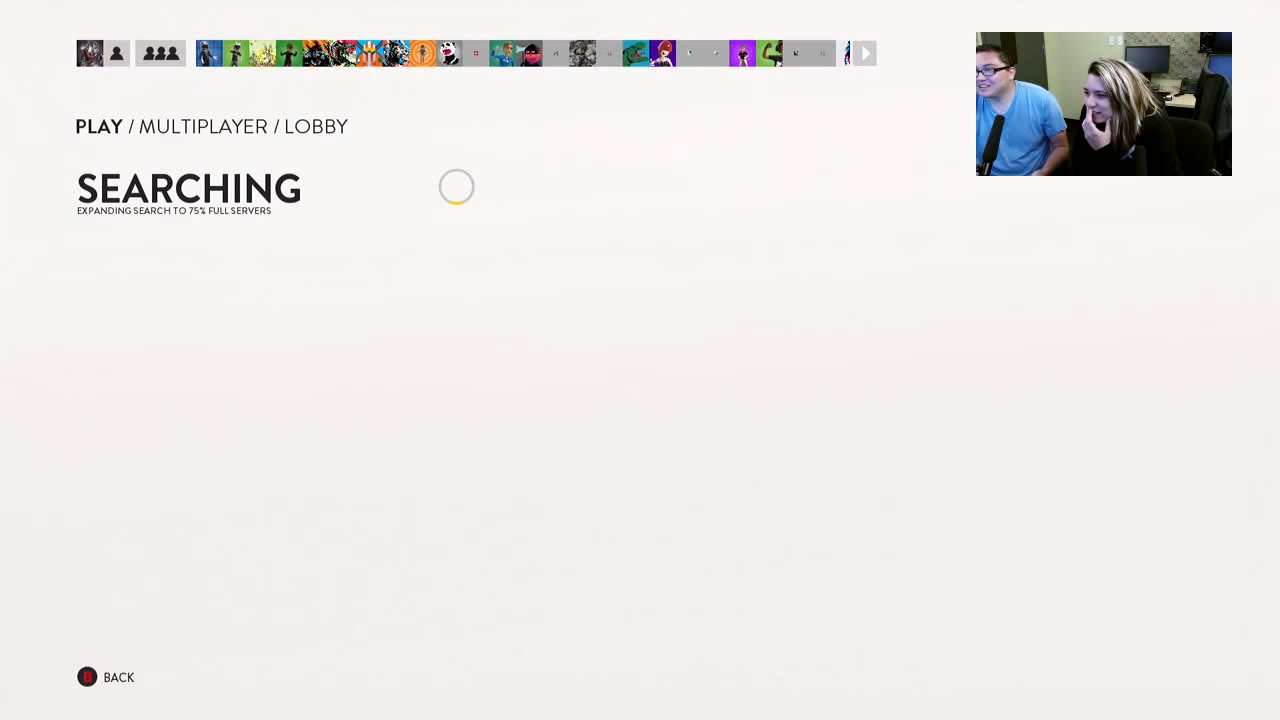 PLAY / MULTIPLAYER / LOBBY
SEARCHING
EXPANDING SEARCH TO 75% FULL SERVERS
B BACK